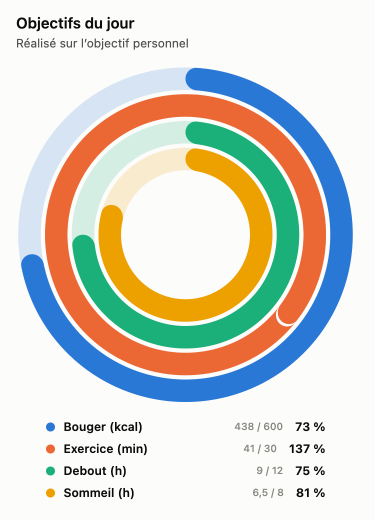 Objectifs du jour
Réalisé sur l'objectif personnel
Bouger (kcal) 438 / 600 73 %
Exercice (min) 41 / 30 137 %
Debout (h) 9 / 12 75 %
Sommeil (h) 6,5 / 8 81 %